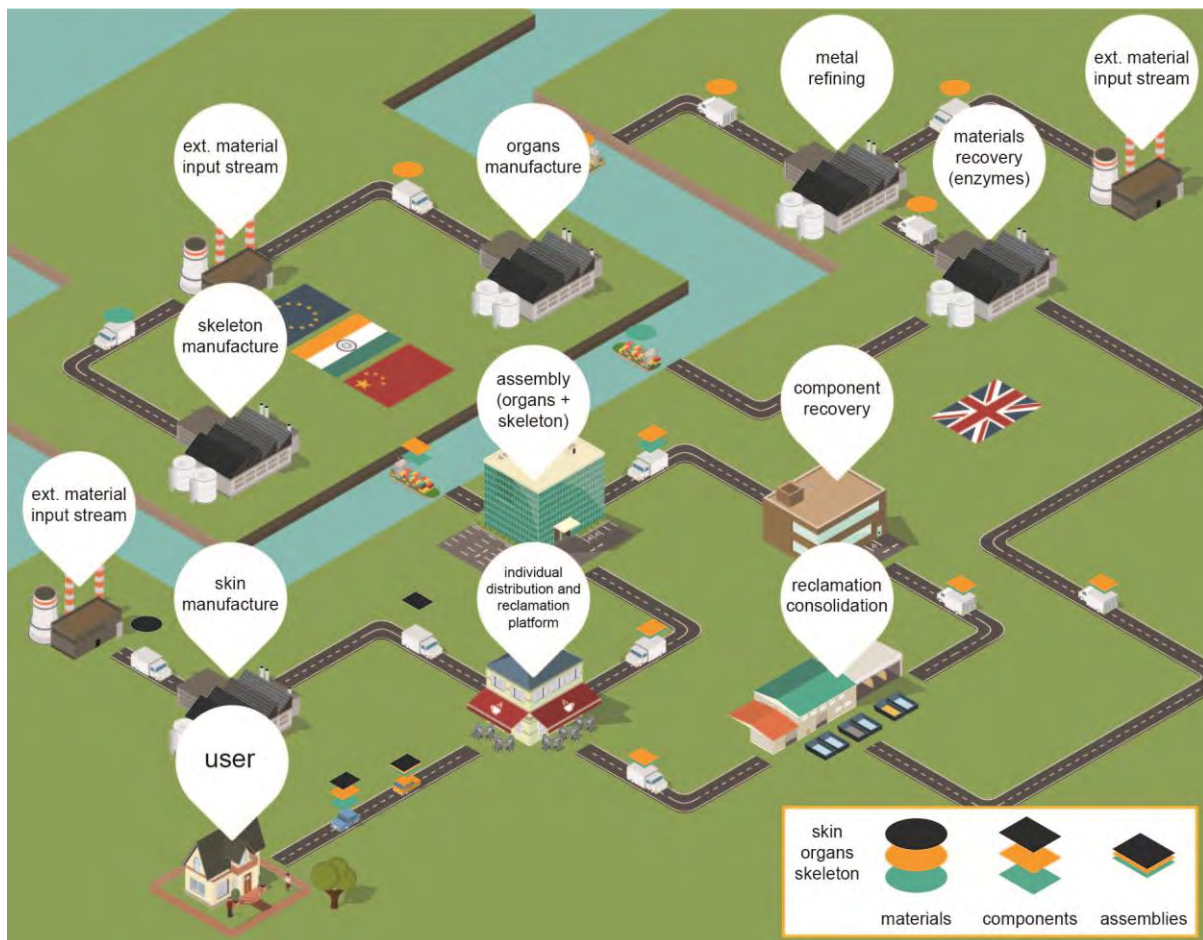 metal
refining
ext. material
input stream
ext. material
input stream
organs
manufacture
materials
recovery
(enzymes)
skeleton
manufacture
assembly
(organs +
skeleton)
component
recovery
ext. material
input stream
skin
manufacture
individual
distribution and
reclamation
platform
reclamation
consolidation
user
skin
organs
skeleton
materials
components
assemblies